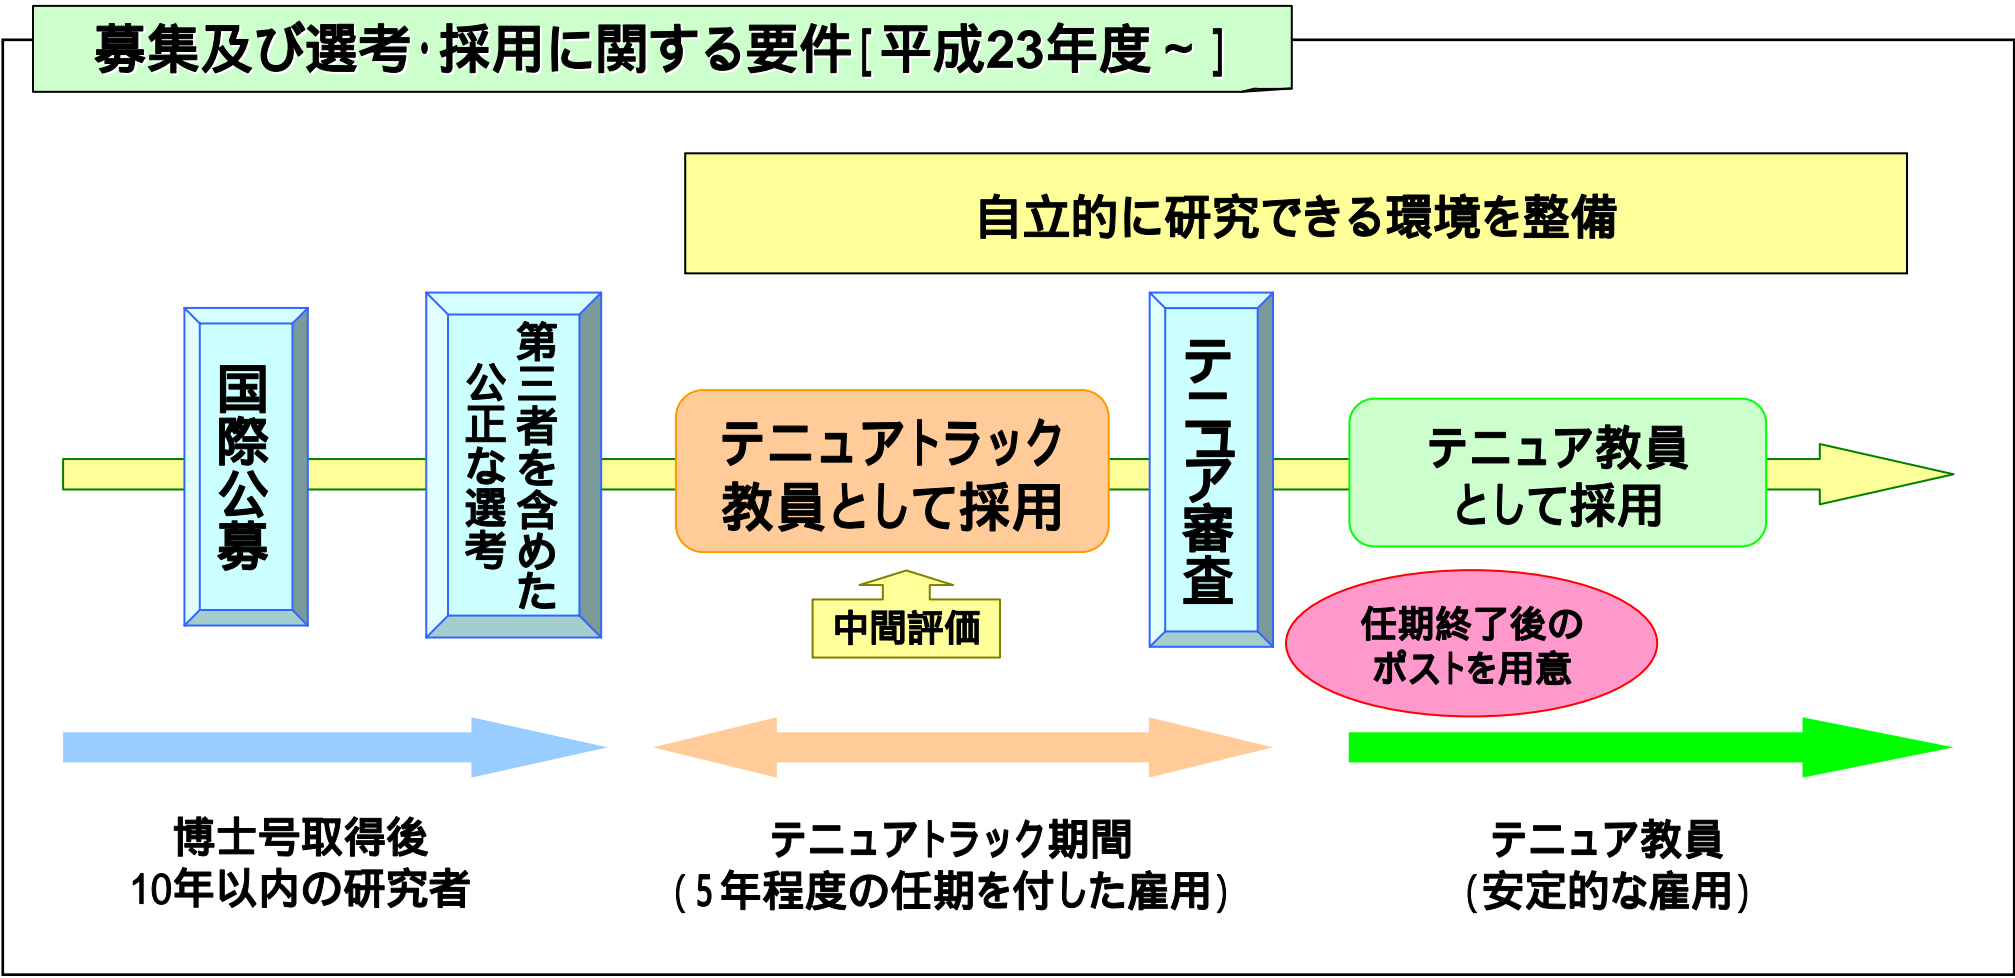 募集及び選考･採用に関する要件[平成23年度～]
自立的に研究できる環境を整備
国際公募
第三者を含めた
公正な選考
テニュアトラック
教員として採用
テニュア審査
テニュア教員
として採用
中間評価
任期終了後の
ポストを用意
博士号取得後
10年以内の研究者
テニュアトラック期間
(5年程度の任期を付した雇用)
テニュア教員
(安定的な雇用)